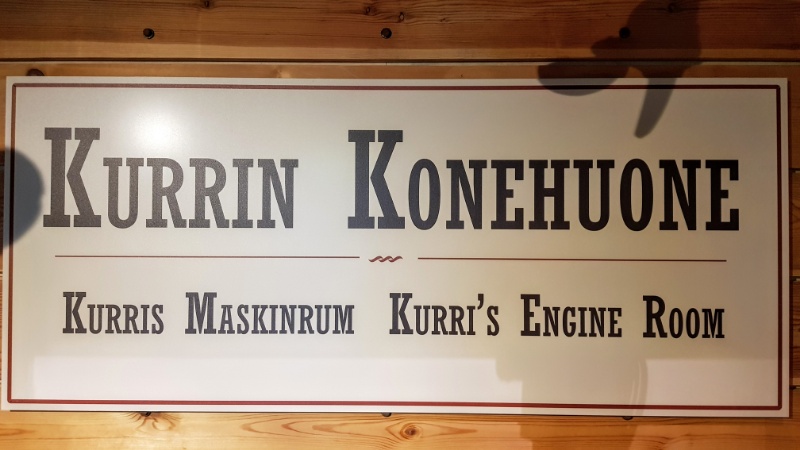 Kurrin Konehuone
Kurris Maskinrum Kurri's Engine Room